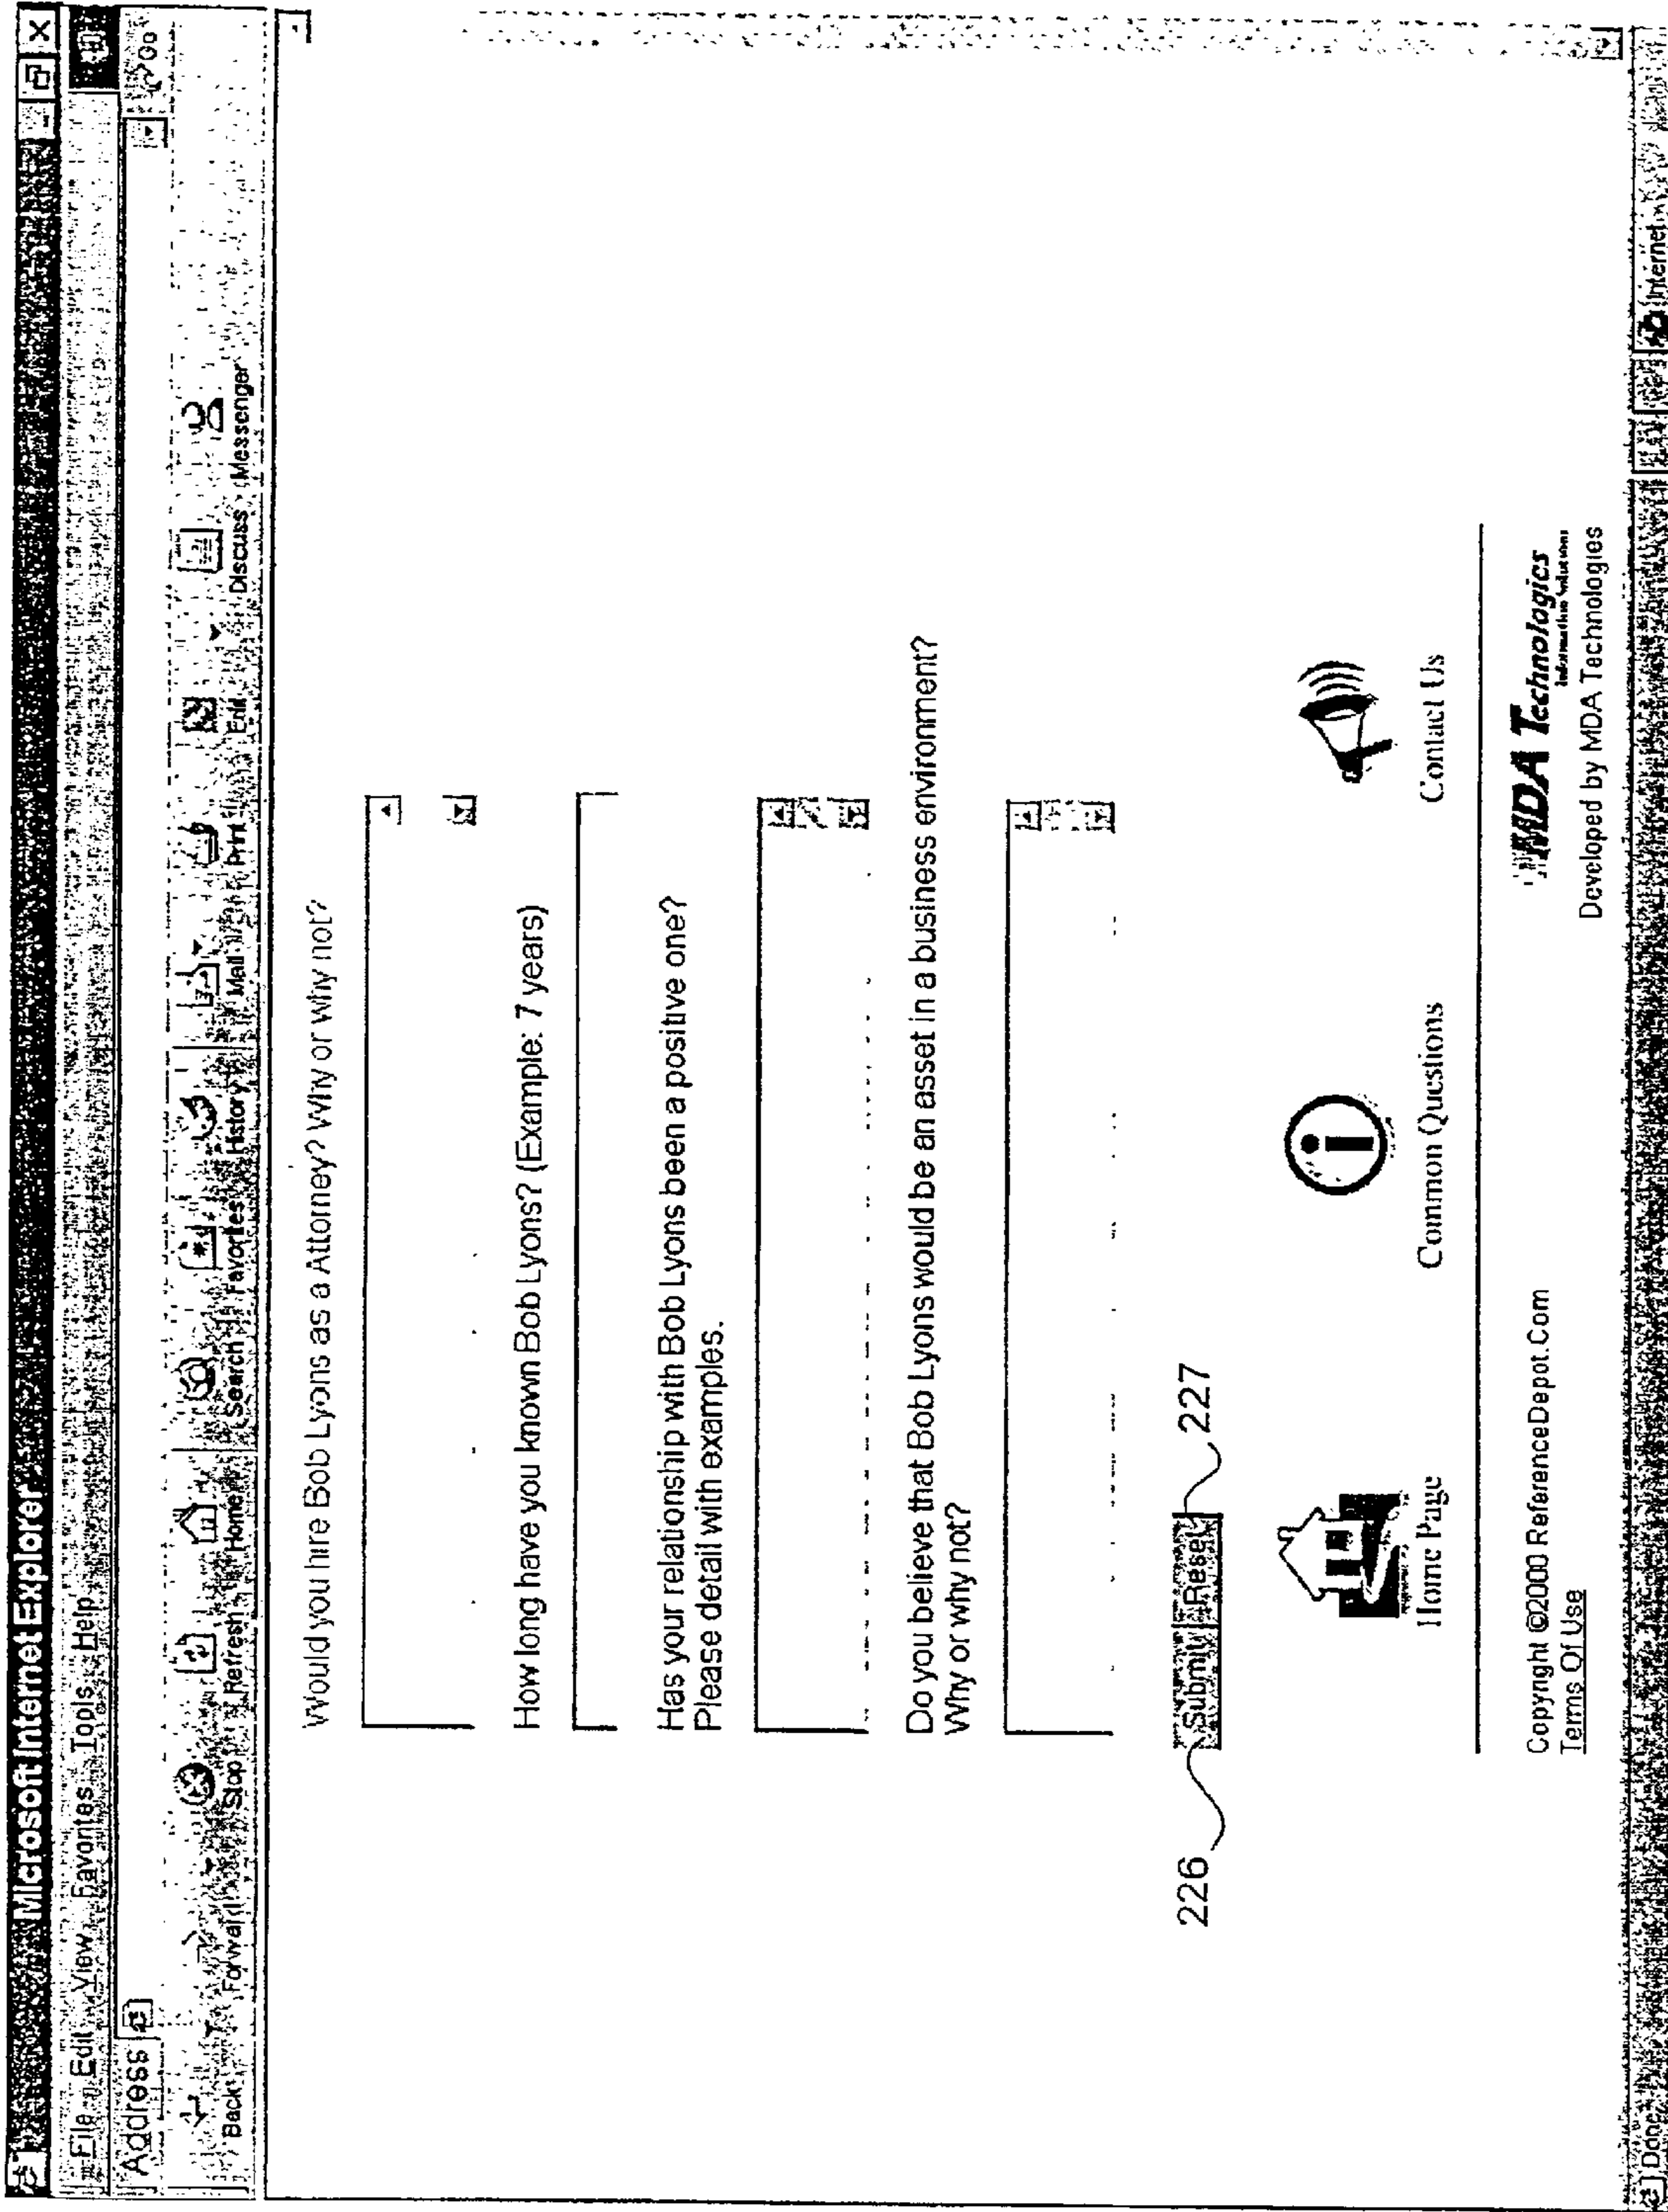 Microsoft Internet Explorer
File Edit View Favorites Tools Help
Address
Go
Back Forward Stop Refresh Home Search Favorites History Mail Print Edit Discuss Messenger
Would you hire Bob Lyons as a Attorney? Why or why not?
How long have you known Bob Lyons? (Example: 7 years)
Has your relationship with Bob Lyons been a positive one?
Please detail with examples.
Do you believe that Bob Lyons would be an asset in a business environment?
Why or why not?
226 Submit Reset 227
Home Page Common Questions Contact Us
MDA Technologies
Information Solutions
Copyright ©2000 ReferenceDepot.Com
Terms Of Use
Developed by MDA Technologies
Done Internet